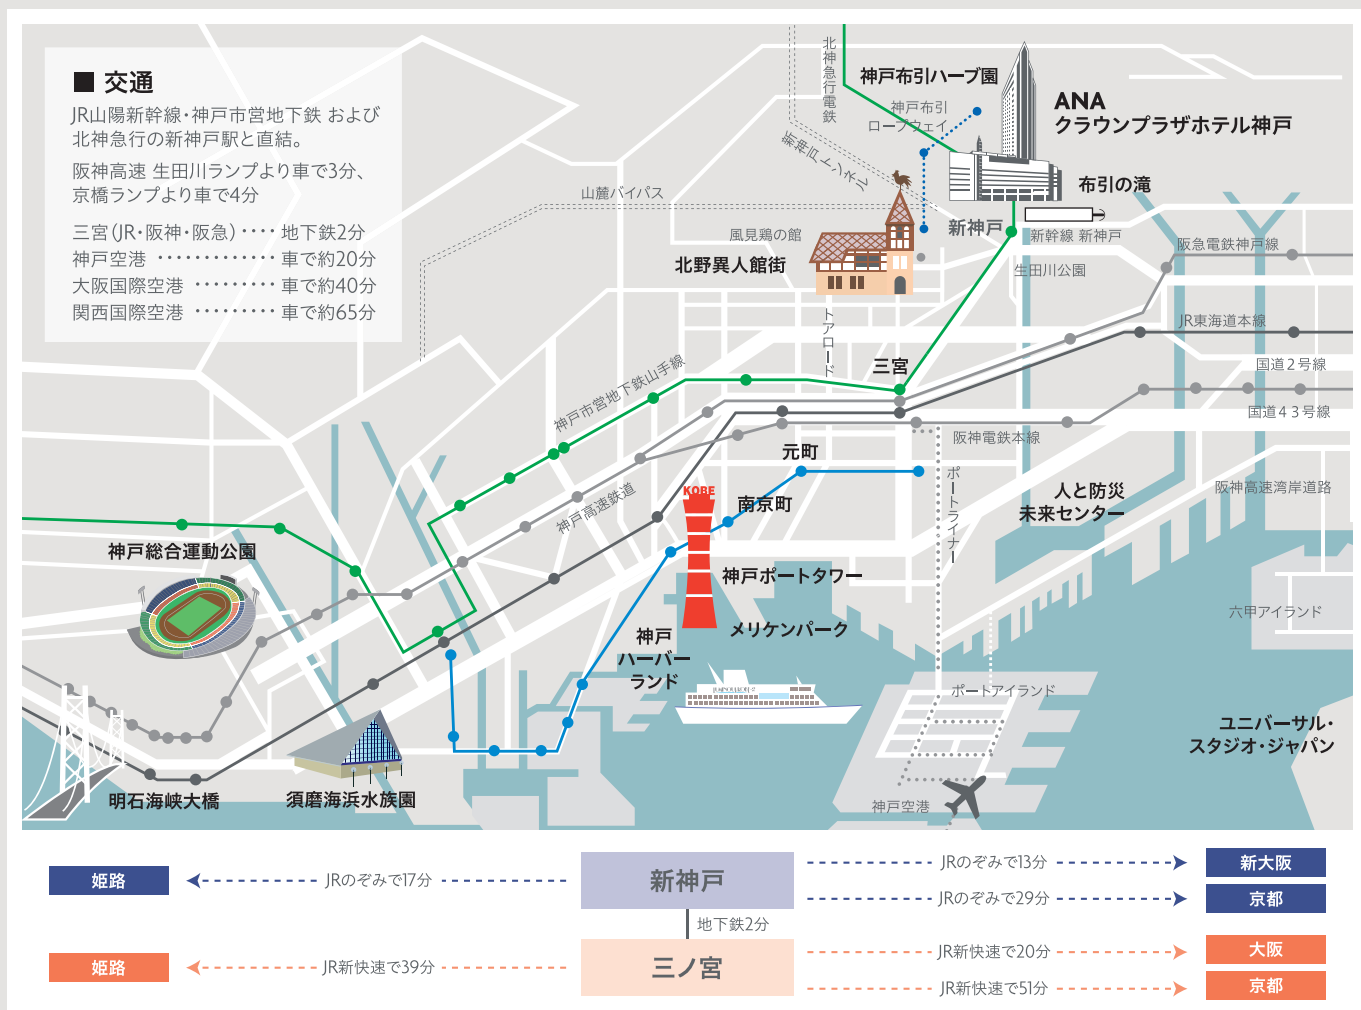 ■ 交通
JR山陽新幹線・神戸市営地下鉄 および
北神急行の新神戸駅と直結。
阪神高速 生田川ランプより車で3分、
京橋ランプより車で4分
三宮(JR・阪神・阪急)････ 地下鉄2分
神戸空港 ･････････････ 車で約20分
大阪国際空港 ･････････ 車で約40分
関西国際空港 ･････････ 車で約65分
北神急行電鉄
神戸布引ハーブ園
神戸布引
ロープウェイ
ANA
クラウンプラザホテル神戸
新神戸トンネル
山麓バイパス
布引の滝
風見鶏の館
新神戸
新幹線 新神戸
阪急電鉄神戸線
北野異人館街
生田川公園
トアロード
JR東海道本線
三宮
国道2号線
神戸市営地下鉄山手線
国道43号線
阪神電鉄本線
元町
ポートライナー
KOBE
南京町
神戸高速鉄道
人と防災
未来センター
阪神高速湾岸道路
神戸総合運動公園
神戸ポートタワー
六甲アイランド
メリケンパーク
神戸
ハーバー
ランド
ポートアイランド
ユニバーサル・
スタジオ・ジャパン
明石海峡大橋
須磨海浜水族園
神戸空港
姫路
JRのぞみで17分
新神戸
JRのぞみで13分
新大阪
JRのぞみで29分
京都
地下鉄2分
姫路
JR新快速で39分
三ノ宮
JR新快速で20分
大阪
JR新快速で51分
京都